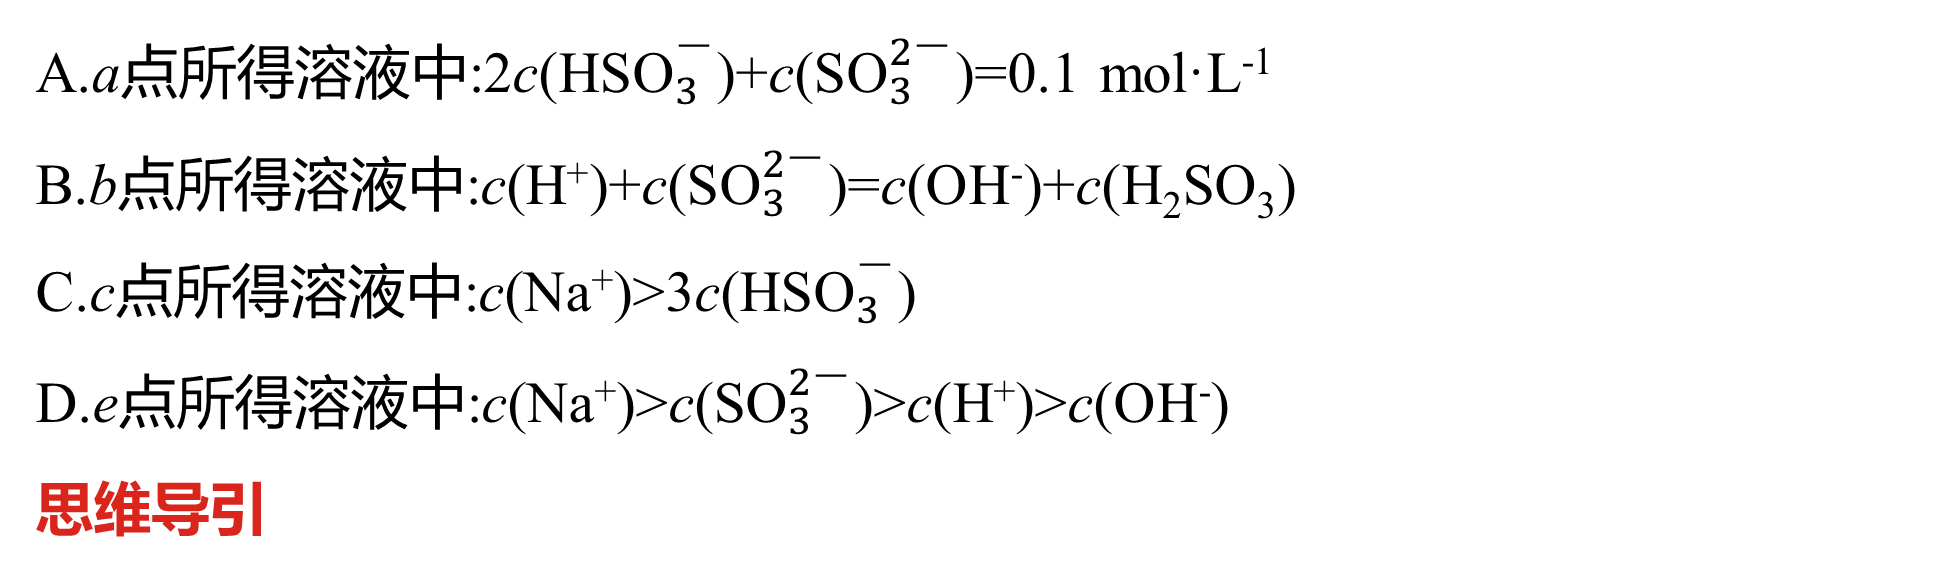 A.a点所得溶液中:2c(HSO₃⁻)+c(SO₃²⁻)=0.1 mol·L⁻¹
B.b点所得溶液中:c(H⁺)+c(SO₃²⁻)=c(OH⁻)+c(H₂SO₃)
C.c点所得溶液中:c(Na⁺)>3c(HSO₃⁻)
D.e点所得溶液中:c(Na⁺)>c(SO₃²⁻)>c(H⁺)>c(OH⁻)
思维导引